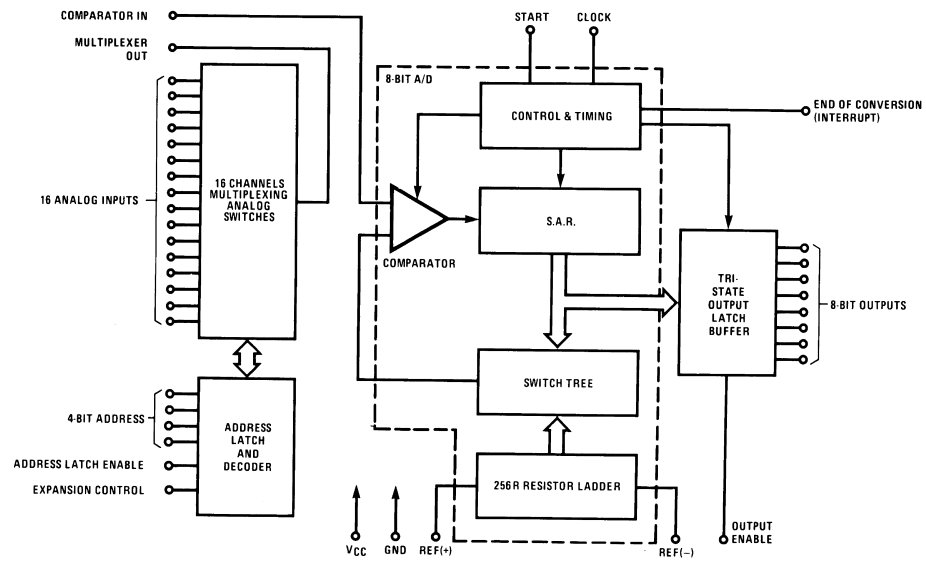 COMPARATOR IN
START
CLOCK
MULTIPLEXER
OUT
8-BIT A/D
CONTROL & TIMING
END OF CONVERSION
(INTERRUPT)
16 ANALOG INPUTS
16 CHANNELS
MULTIPLEXING
ANALOG
SWITCHES
S.A.R.
COMPARATOR
TRI-
STATE
OUTPUT
LATCH
BUFFER
8-BIT OUTPUTS
SWITCH TREE
4-BIT ADDRESS
ADDRESS
LATCH
AND
DECODER
ADDRESS LATCH ENABLE
EXPANSION CONTROL
256R RESISTOR LADDER
VCC
GND
REF(+)
REF(−)
OUTPUT
ENABLE